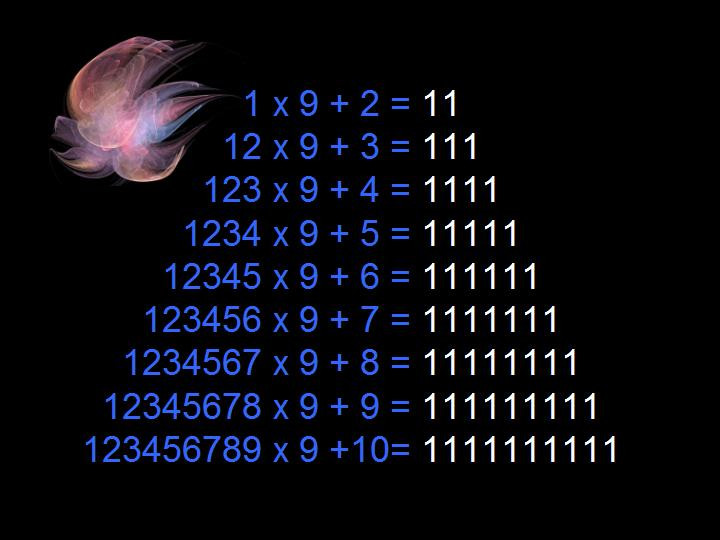 1 x 9 + 2 = 11
12 x 9 + 3 = 111
123 x 9 + 4 = 1111
1234 x 9 + 5 = 11111
12345 x 9 + 6 = 111111
123456 x 9 + 7 = 1111111
1234567 x 9 + 8 = 11111111
12345678 x 9 + 9 = 111111111
123456789 x 9 +10= 1111111111